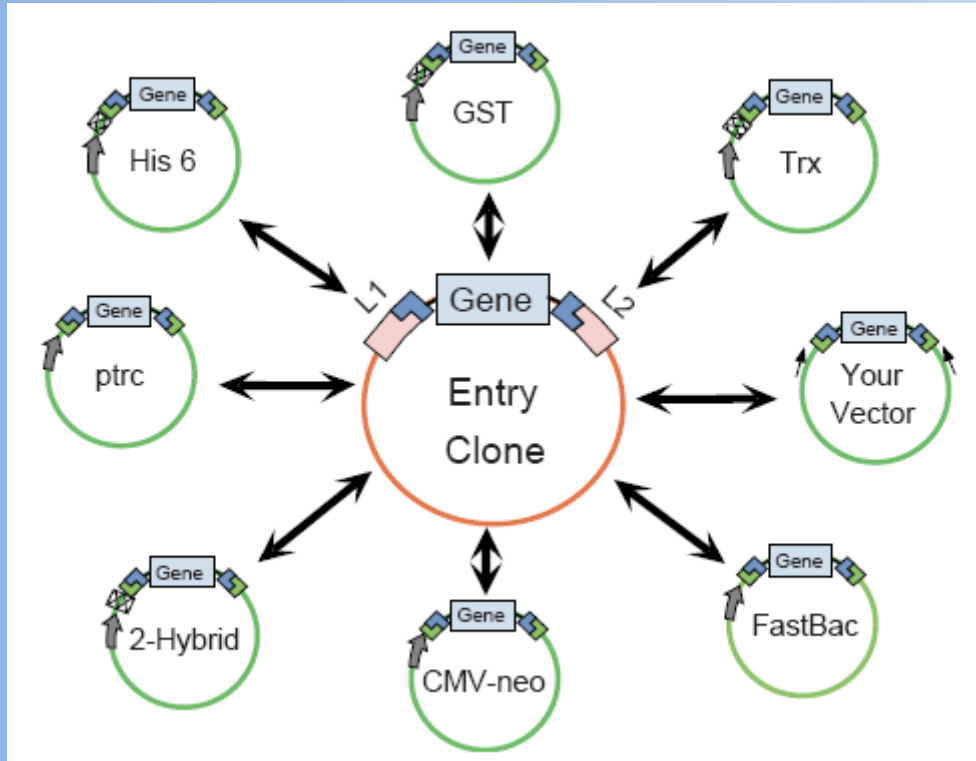 Gene
GST
Gene
His 6
Gene
Trx
L1
Gene
L2
Entry
Clone
Gene
ptrc
Gene
Your
Vector
Gene
2-Hybrid
Gene
CMV-neo
Gene
FastBac